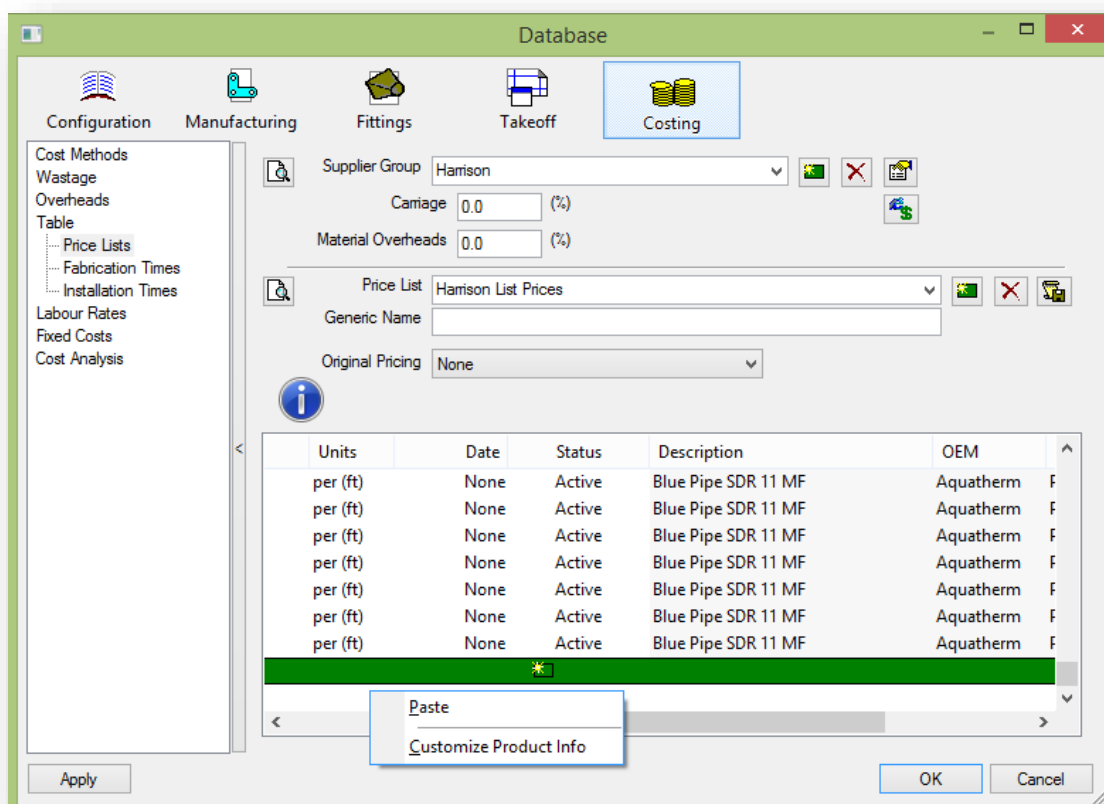 Database
Configuration Manufacturing Fittings Takeoff Costing
Cost Methods
Wastage
Overheads
Table
Price Lists
Fabrication Times
Installation Times
Labour Rates
Fixed Costs
Cost Analysis
Supplier Group Harrison
Carriage 0.0 (%)
Material Overheads 0.0 (%)
Price List Harrison List Prices
Generic Name
Original Pricing None
<
Units Date Status Description OEM
per (ft) None Active Blue Pipe SDR 11 MF Aquatherm
per (ft) None Active Blue Pipe SDR 11 MF Aquatherm
per (ft) None Active Blue Pipe SDR 11 MF Aquatherm
per (ft) None Active Blue Pipe SDR 11 MF Aquatherm
per (ft) None Active Blue Pipe SDR 11 MF Aquatherm
per (ft) None Active Blue Pipe SDR 11 MF Aquatherm
per (ft) None Active Blue Pipe SDR 11 MF Aquatherm
Paste
Customize Product Info
Apply OK Cancel